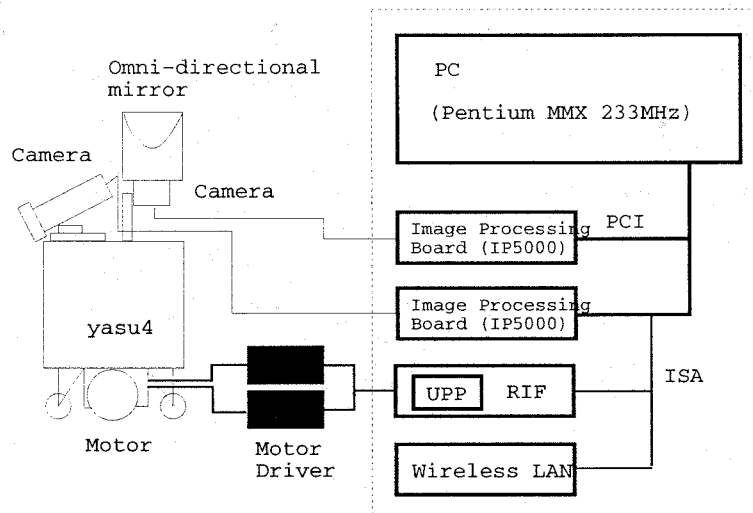 PC
(Pentium MMX 233MHz)
Omni-directional
mirror
Camera
Camera
Image Processing
Board (IP5000)
PCI
Image Processing
Board (IP5000)
yasu4
UPP
RIF
ISA
Motor
Motor
Driver
Wireless LAN